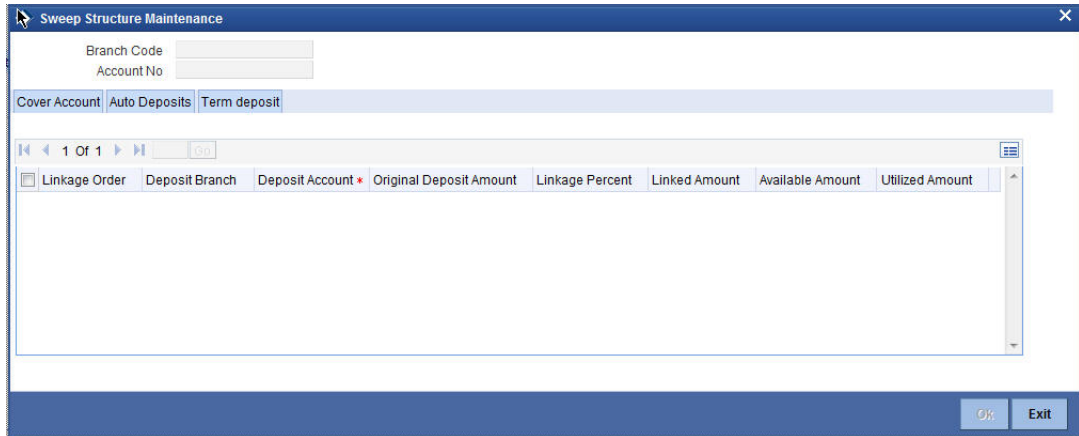 Sweep Structure Maintenance
Branch Code
Account No
Cover Account Auto Deposits Term deposit
1 Of 1 Go
Linkage Order Deposit Branch Deposit Account * Original Deposit Amount Linkage Percent Linked Amount Available Amount Utilized Amount
Ok Exit